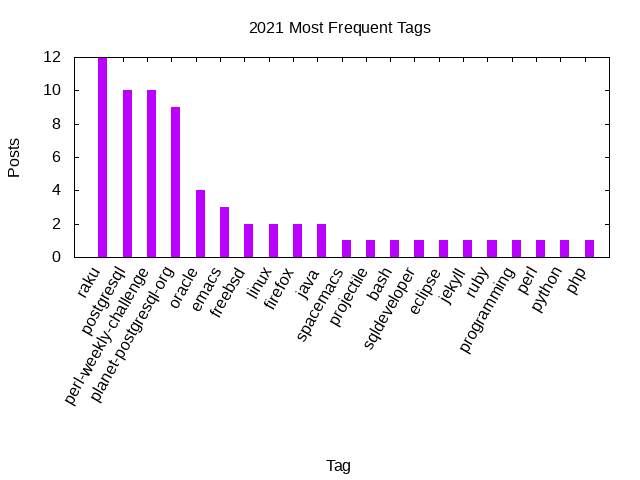 2021 Most Frequent Tags
12
10
8
6
4
2
0
Posts
raku
postgresql
perl-weekly-challenge
planet-postgresql-org
oracle
emacs
freebsd
linux
firefox
java
spacemacs
projectile
bash
sqldeveloper
eclipse
jekyll
ruby
programming
perl
python
php
Tag